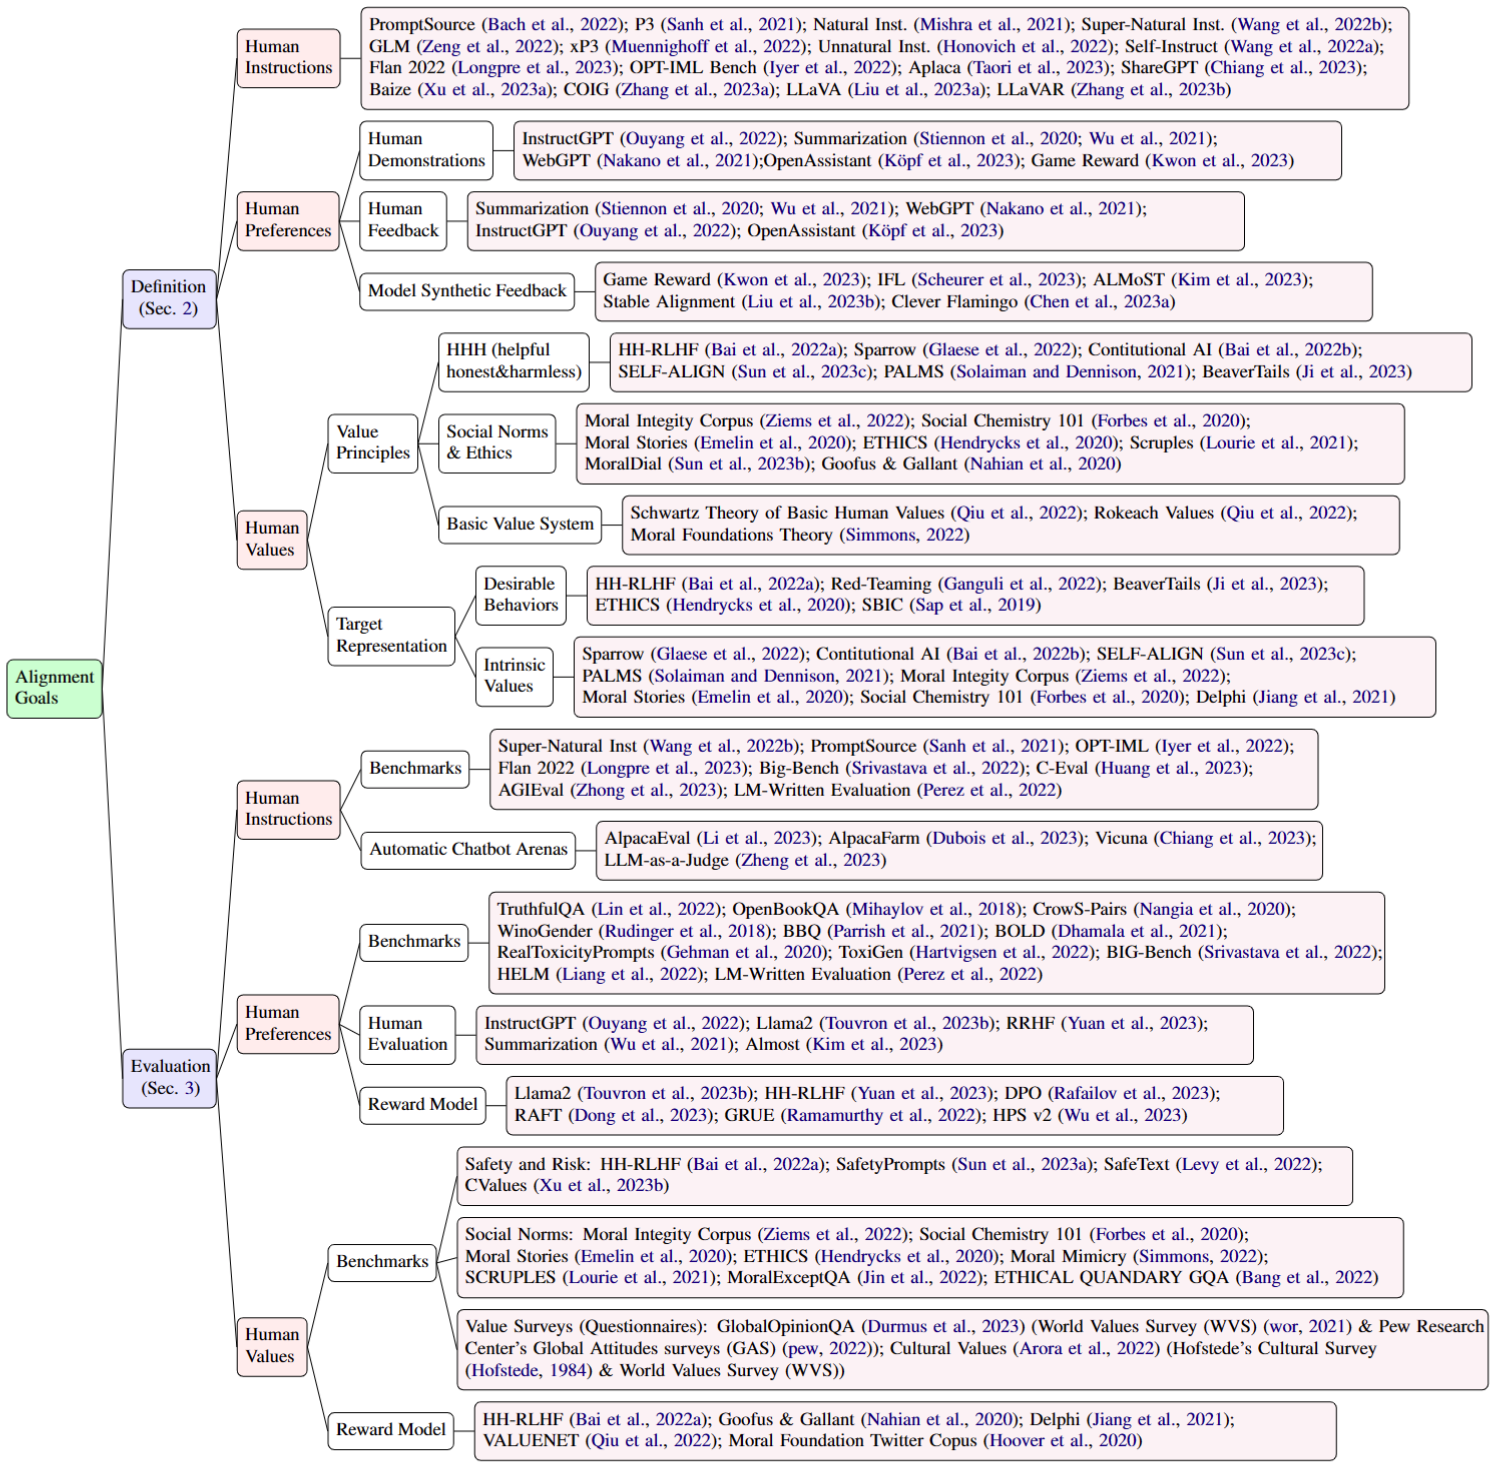 Alignment
Goals
Definition
(Sec. 2)
Human
Instructions
PromptSource (Bach et al., 2022); P3 (Sanh et al., 2021); Natural Inst. (Mishra et al., 2021); Super-Natural Inst. (Wang et al., 2022b);
GLM (Zeng et al., 2022); xP3 (Muennighoff et al., 2022); Unnatural Inst. (Honovich et al., 2022); Self-Instruct (Wang et al., 2022a);
Flan 2022 (Longpre et al., 2023); OPT-IML Bench (Iyer et al., 2022); Aplaca (Taori et al., 2023); ShareGPT (Chiang et al., 2023);
Baize (Xu et al., 2023a); COIG (Zhang et al., 2023a); LLaVA (Liu et al., 2023a); LLaVAR (Zhang et al., 2023b)
Human
Preferences
Human
Demonstrations
InstructGPT (Ouyang et al., 2022); Summarization (Stiennon et al., 2020; Wu et al., 2021);
WebGPT (Nakano et al., 2021);OpenAssistant (Köpf et al., 2023); Game Reward (Kwon et al., 2023)
Human
Feedback
Summarization (Stiennon et al., 2020; Wu et al., 2021); WebGPT (Nakano et al., 2021);
InstructGPT (Ouyang et al., 2022); OpenAssistant (Köpf et al., 2023)
Model Synthetic Feedback
Game Reward (Kwon et al., 2023); IFL (Scheurer et al., 2023); ALMoST (Kim et al., 2023);
Stable Alignment (Liu et al., 2023b); Clever Flamingo (Chen et al., 2023a)
Human
Values
Value
Principles
HHH (helpful
honest&harmless)
HH-RLHF (Bai et al., 2022a); Sparrow (Glaese et al., 2022); Contitutional AI (Bai et al., 2022b);
SELF-ALIGN (Sun et al., 2023c); PALMS (Solaiman and Dennison, 2021); BeaverTails (Ji et al., 2023)
Social Norms
& Ethics
Moral Integity Corpus (Ziems et al., 2022); Social Chemistry 101 (Forbes et al., 2020);
Moral Stories (Emelin et al., 2020); ETHICS (Hendrycks et al., 2020); Scruples (Lourie et al., 2021);
MoralDial (Sun et al., 2023b); Goofus & Gallant (Nahian et al., 2020)
Basic Value System
Schwartz Theory of Basic Human Values (Qiu et al., 2022); Rokeach Values (Qiu et al., 2022);
Moral Foundations Theory (Simmons, 2022)
Target
Representation
Desirable
Behaviors
HH-RLHF (Bai et al., 2022a); Red-Teaming (Ganguli et al., 2022); BeaverTails (Ji et al., 2023);
ETHICS (Hendrycks et al., 2020); SBIC (Sap et al., 2019)
Intrinsic
Values
Sparrow (Glaese et al., 2022); Contitutional AI (Bai et al., 2022b); SELF-ALIGN (Sun et al., 2023c);
PALMS (Solaiman and Dennison, 2021); Moral Integity Corpus (Ziems et al., 2022);
Moral Stories (Emelin et al., 2020); Social Chemistry 101 (Forbes et al., 2020); Delphi (Jiang et al., 2021)
Evaluation
(Sec. 3)
Human
Instructions
Benchmarks
Super-Natural Inst (Wang et al., 2022b); PromptSource (Sanh et al., 2021); OPT-IML (Iyer et al., 2022);
Flan 2022 (Longpre et al., 2023); Big-Bench (Srivastava et al., 2022); C-Eval (Huang et al., 2023);
AGIEval (Zhong et al., 2023); LM-Written Evaluation (Perez et al., 2022)
Automatic Chatbot Arenas
AlpacaEval (Li et al., 2023); AlpacaFarm (Dubois et al., 2023); Vicuna (Chiang et al., 2023);
LLM-as-a-Judge (Zheng et al., 2023)
Human
Preferences
Benchmarks
TruthfulQA (Lin et al., 2022); OpenBookQA (Mihaylov et al., 2018); CrowS-Pairs (Nangia et al., 2020);
WinoGender (Rudinger et al., 2018); BBQ (Parrish et al., 2021); BOLD (Dhamala et al., 2021);
RealToxicityPrompts (Gehman et al., 2020); ToxiGen (Hartvigsen et al., 2022); BIG-Bench (Srivastava et al., 2022);
HELM (Liang et al., 2022); LM-Written Evaluation (Perez et al., 2022)
Human
Evaluation
InstructGPT (Ouyang et al., 2022); Llama2 (Touvron et al., 2023b); RRHF (Yuan et al., 2023);
Summarization (Wu et al., 2021); Almost (Kim et al., 2023)
Reward Model
Llama2 (Touvron et al., 2023b); HH-RLHF (Yuan et al., 2023); DPO (Rafailov et al., 2023);
RAFT (Dong et al., 2023); GRUE (Ramamurthy et al., 2022); HPS v2 (Wu et al., 2023)
Human
Values
Benchmarks
Safety and Risk: HH-RLHF (Bai et al., 2022a); SafetyPrompts (Sun et al., 2023a); SafeText (Levy et al., 2022);
CValues (Xu et al., 2023b)
Social Norms: Moral Integity Corpus (Ziems et al., 2022); Social Chemistry 101 (Forbes et al., 2020);
Moral Stories (Emelin et al., 2020); ETHICS (Hendrycks et al., 2020); Moral Mimicry (Simmons, 2022);
SCRUPLES (Lourie et al., 2021); MoralExceptQA (Jin et al., 2022); ETHICAL QUANDARY GQA (Bang et al., 2022)
Value Surveys (Questionnaires): GlobalOpinionQA (Durmus et al., 2023) (World Values Survey (WVS) (wor, 2021) & Pew Research
Center's Global Attitudes surveys (GAS) (pew, 2022)); Cultural Values (Arora et al., 2022) (Hofstede's Cultural Survey
(Hofstede, 1984) & World Values Survey (WVS))
Reward Model
HH-RLHF (Bai et al., 2022a); Goofus & Gallant (Nahian et al., 2020); Delphi (Jiang et al., 2021);
VALUENET (Qiu et al., 2022); Moral Foundation Twitter Copus (Hoover et al., 2020)